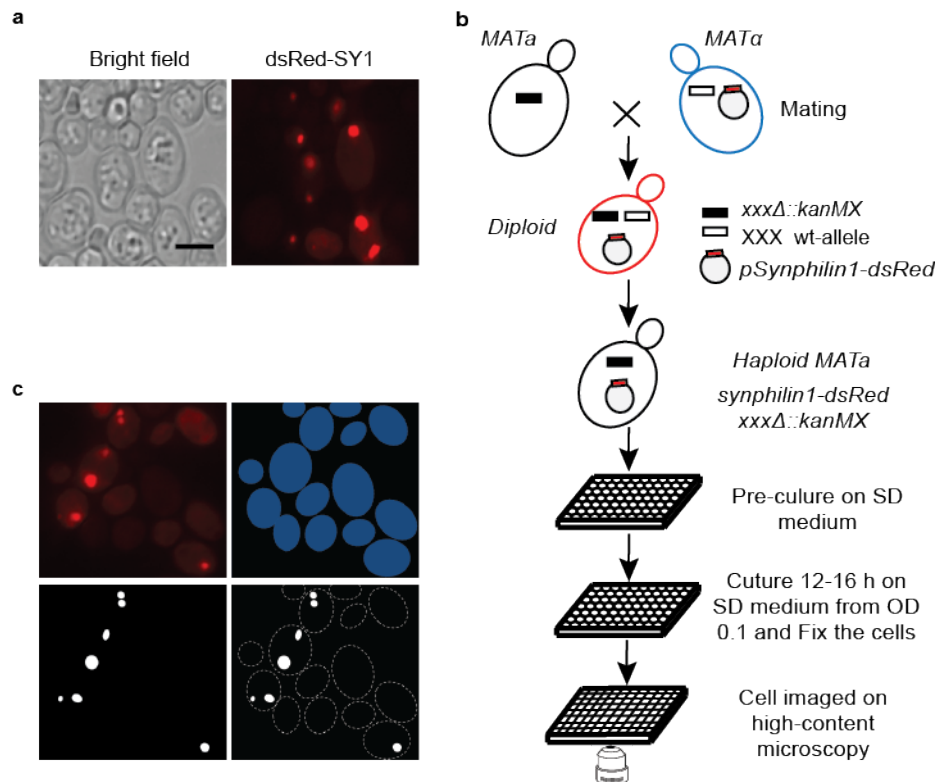 a
Bright field
dsRed-SY1
b
MATa
MATα
Mating
Diploid
xxxΔ::kanMX
XXX wt-allele
pSynphilin1-dsRed
Haploid MATa
synphilin1-dsRed
xxxΔ::kanMX
Pre-culure on SD
medium
Cuture 12-16 h on
SD medium from OD
0.1 and Fix the cells
Cell imaged on
high-content
microscopy
c